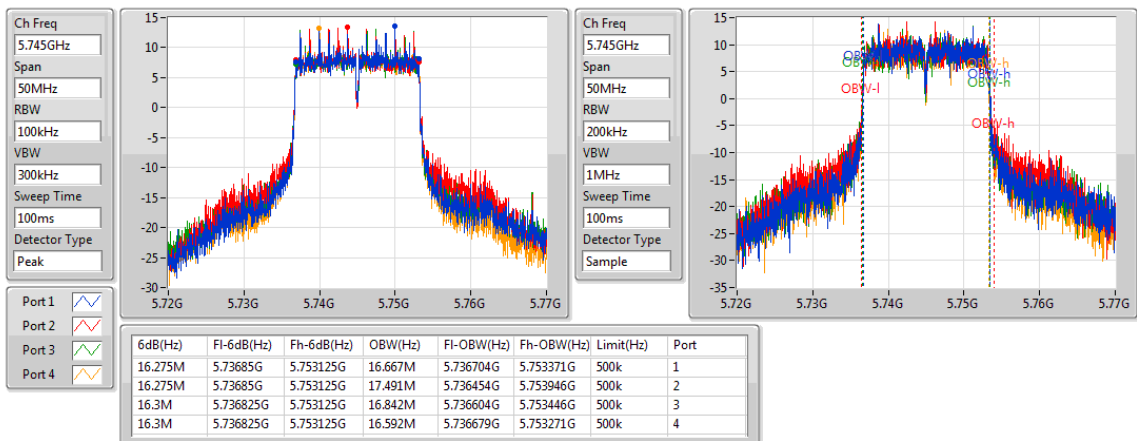 Ch Freq
5.745GHz
Span
50MHz
RBW
100kHz
VBW
300kHz
Sweep Time
100ms
Detector Type
Peak
15
10
5
0
-5
-10
-15
-20
-25
-30
5.72G 5.73G 5.74G 5.75G 5.76G 5.77G
Ch Freq
5.745GHz
Span
50MHz
RBW
200kHz
VBW
1MHz
Sweep Time
100ms
Detector Type
Sample
15
10
5
0
-5
-10
-15
-20
-25
-30
-35
OBW-l
OBW-h
OBW-h
OBW-h
OBW-h
5.72G 5.73G 5.74G 5.75G 5.76G 5.77G
Port 1
Port 2
Port 3
Port 4
6dB(Hz) Fl-6dB(Hz) Fh-6dB(Hz) OBW(Hz) Fl-OBW(Hz) Fh-OBW(Hz) Limit(Hz) Port
16.275M 5.73685G 5.753125G 16.667M 5.736704G 5.753371G 500k 1
16.275M 5.73685G 5.753125G 17.491M 5.736454G 5.753946G 500k 2
16.3M 5.736825G 5.753125G 16.842M 5.736604G 5.753446G 500k 3
16.3M 5.736825G 5.753125G 16.592M 5.736679G 5.753271G 500k 4